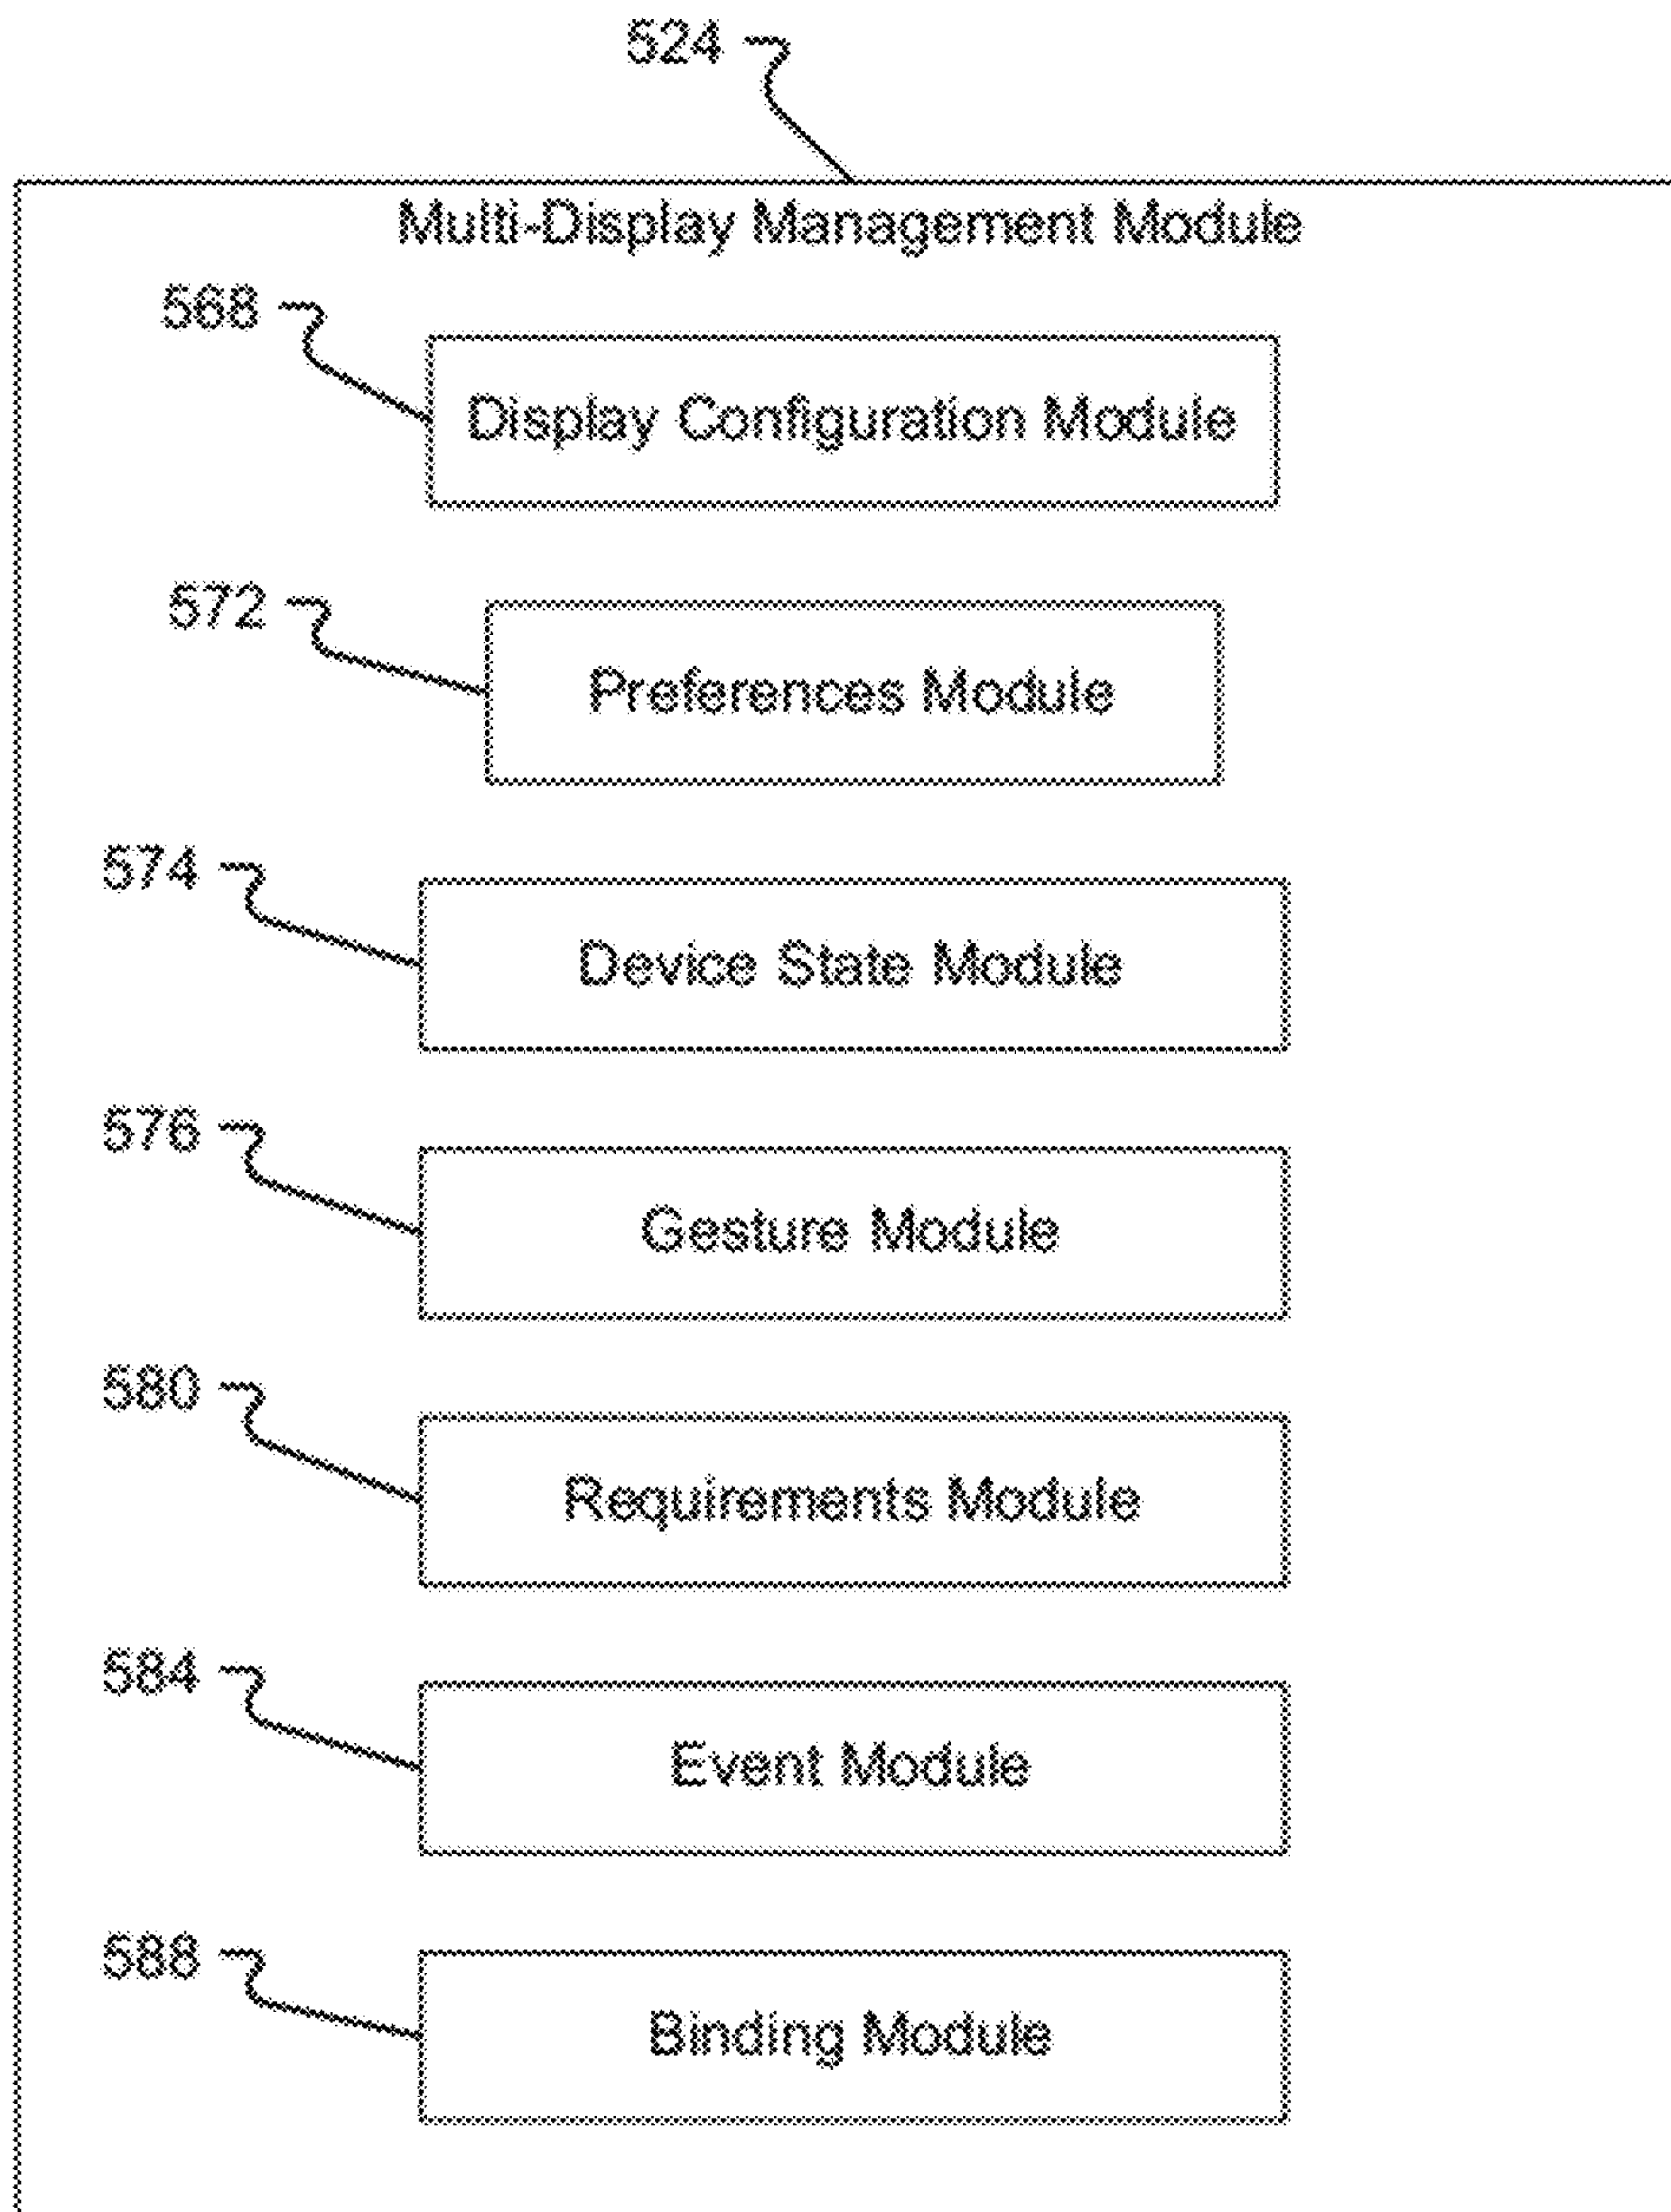 524
Multi-Display Management Module
568
Display Configuration Module
572
Preferences Module
574
Device State Module
576
Gesture Module
580
Requirements Module
584
Event Module
588
Binding Module